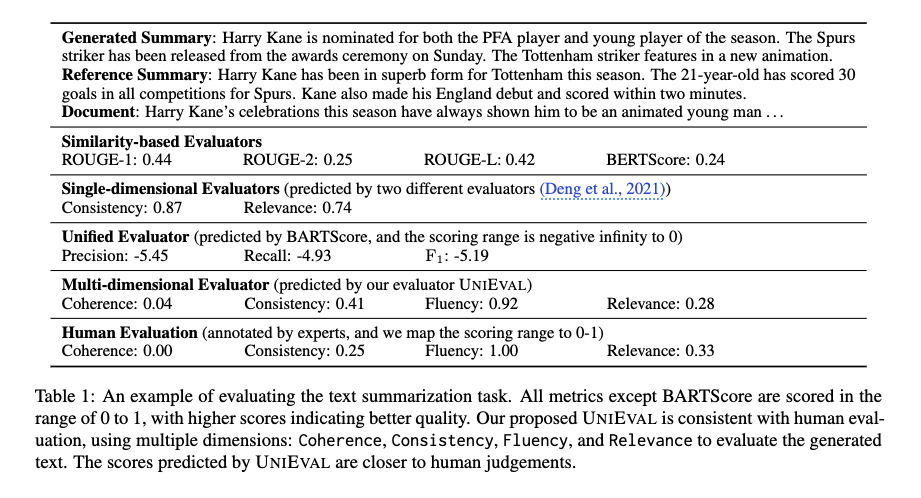 Generated Summary: Harry Kane is nominated for both the PFA player and young player of the season. The Spurs
striker has been released from the awards ceremony on Sunday. The Tottenham striker features in a new animation.
Reference Summary: Harry Kane has been in superb form for Tottenham this season. The 21-year-old has scored 30
goals in all competitions for Spurs. Kane also made his England debut and scored within two minutes.
Document: Harry Kane's celebrations this season have always shown him to be an animated young man ...
Similarity-based Evaluators
ROUGE-1: 0.44 ROUGE-2: 0.25 ROUGE-L: 0.42 BERTScore: 0.24
Single-dimensional Evaluators (predicted by two different evaluators (Deng et al., 2021))
Consistency: 0.87 Relevance: 0.74
Unified Evaluator (predicted by BARTScore, and the scoring range is negative infinity to 0)
Precision: -5.45 Recall: -4.93 F₁: -5.19
Multi-dimensional Evaluator (predicted by our evaluator UNIEVAL)
Coherence: 0.04 Consistency: 0.41 Fluency: 0.92 Relevance: 0.28
Human Evaluation (annotated by experts, and we map the scoring range to 0-1)
Coherence: 0.00 Consistency: 0.25 Fluency: 1.00 Relevance: 0.33
Table 1: An example of evaluating the text summarization task. All metrics except BARTScore are scored in the
range of 0 to 1, with higher scores indicating better quality. Our proposed UNIEVAL is consistent with human eval-
uation, using multiple dimensions: Coherence, Consistency, Fluency, and Relevance to evaluate the generated
text. The scores predicted by UNIEVAL are closer to human judgements.